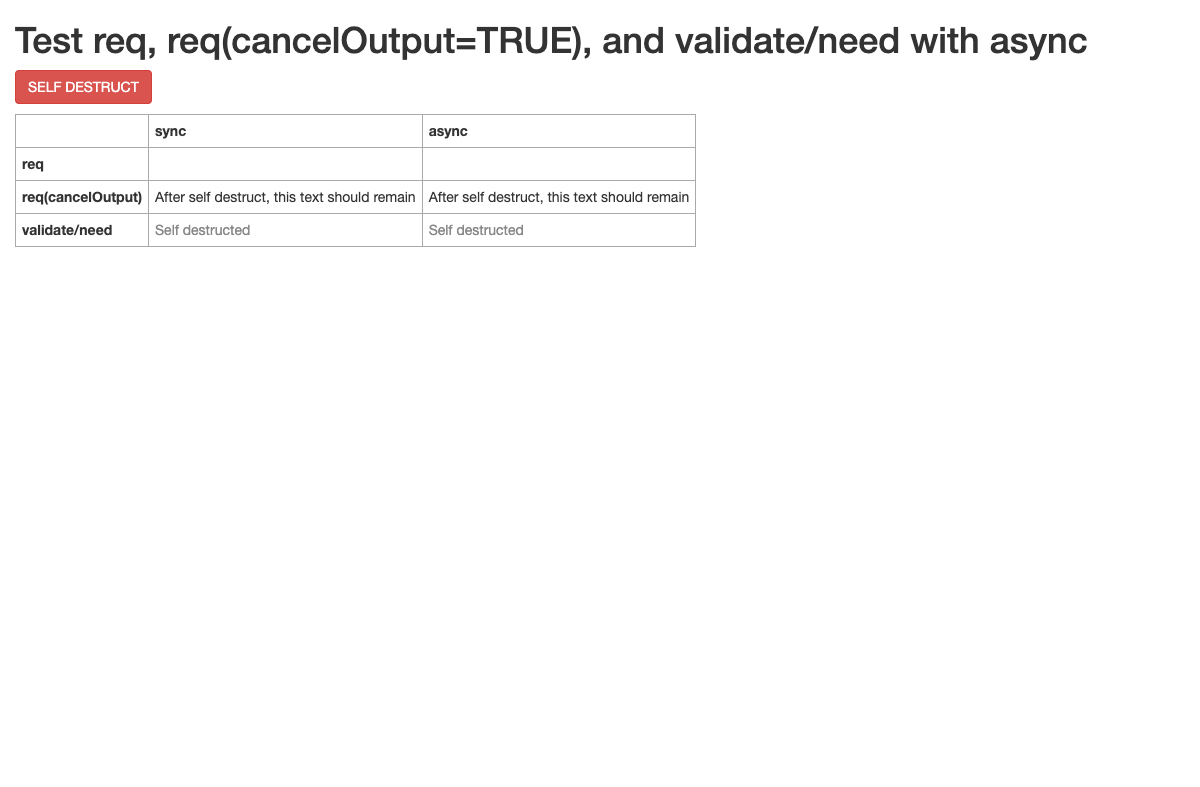 Test req, req(cancelOutput=TRUE), and validate/need with async
SELF DESTRUCT
sync async
req
req(cancelOutput) After self destruct, this text should remain After self destruct, this text should remain
validate/need Self destructed Self destructed